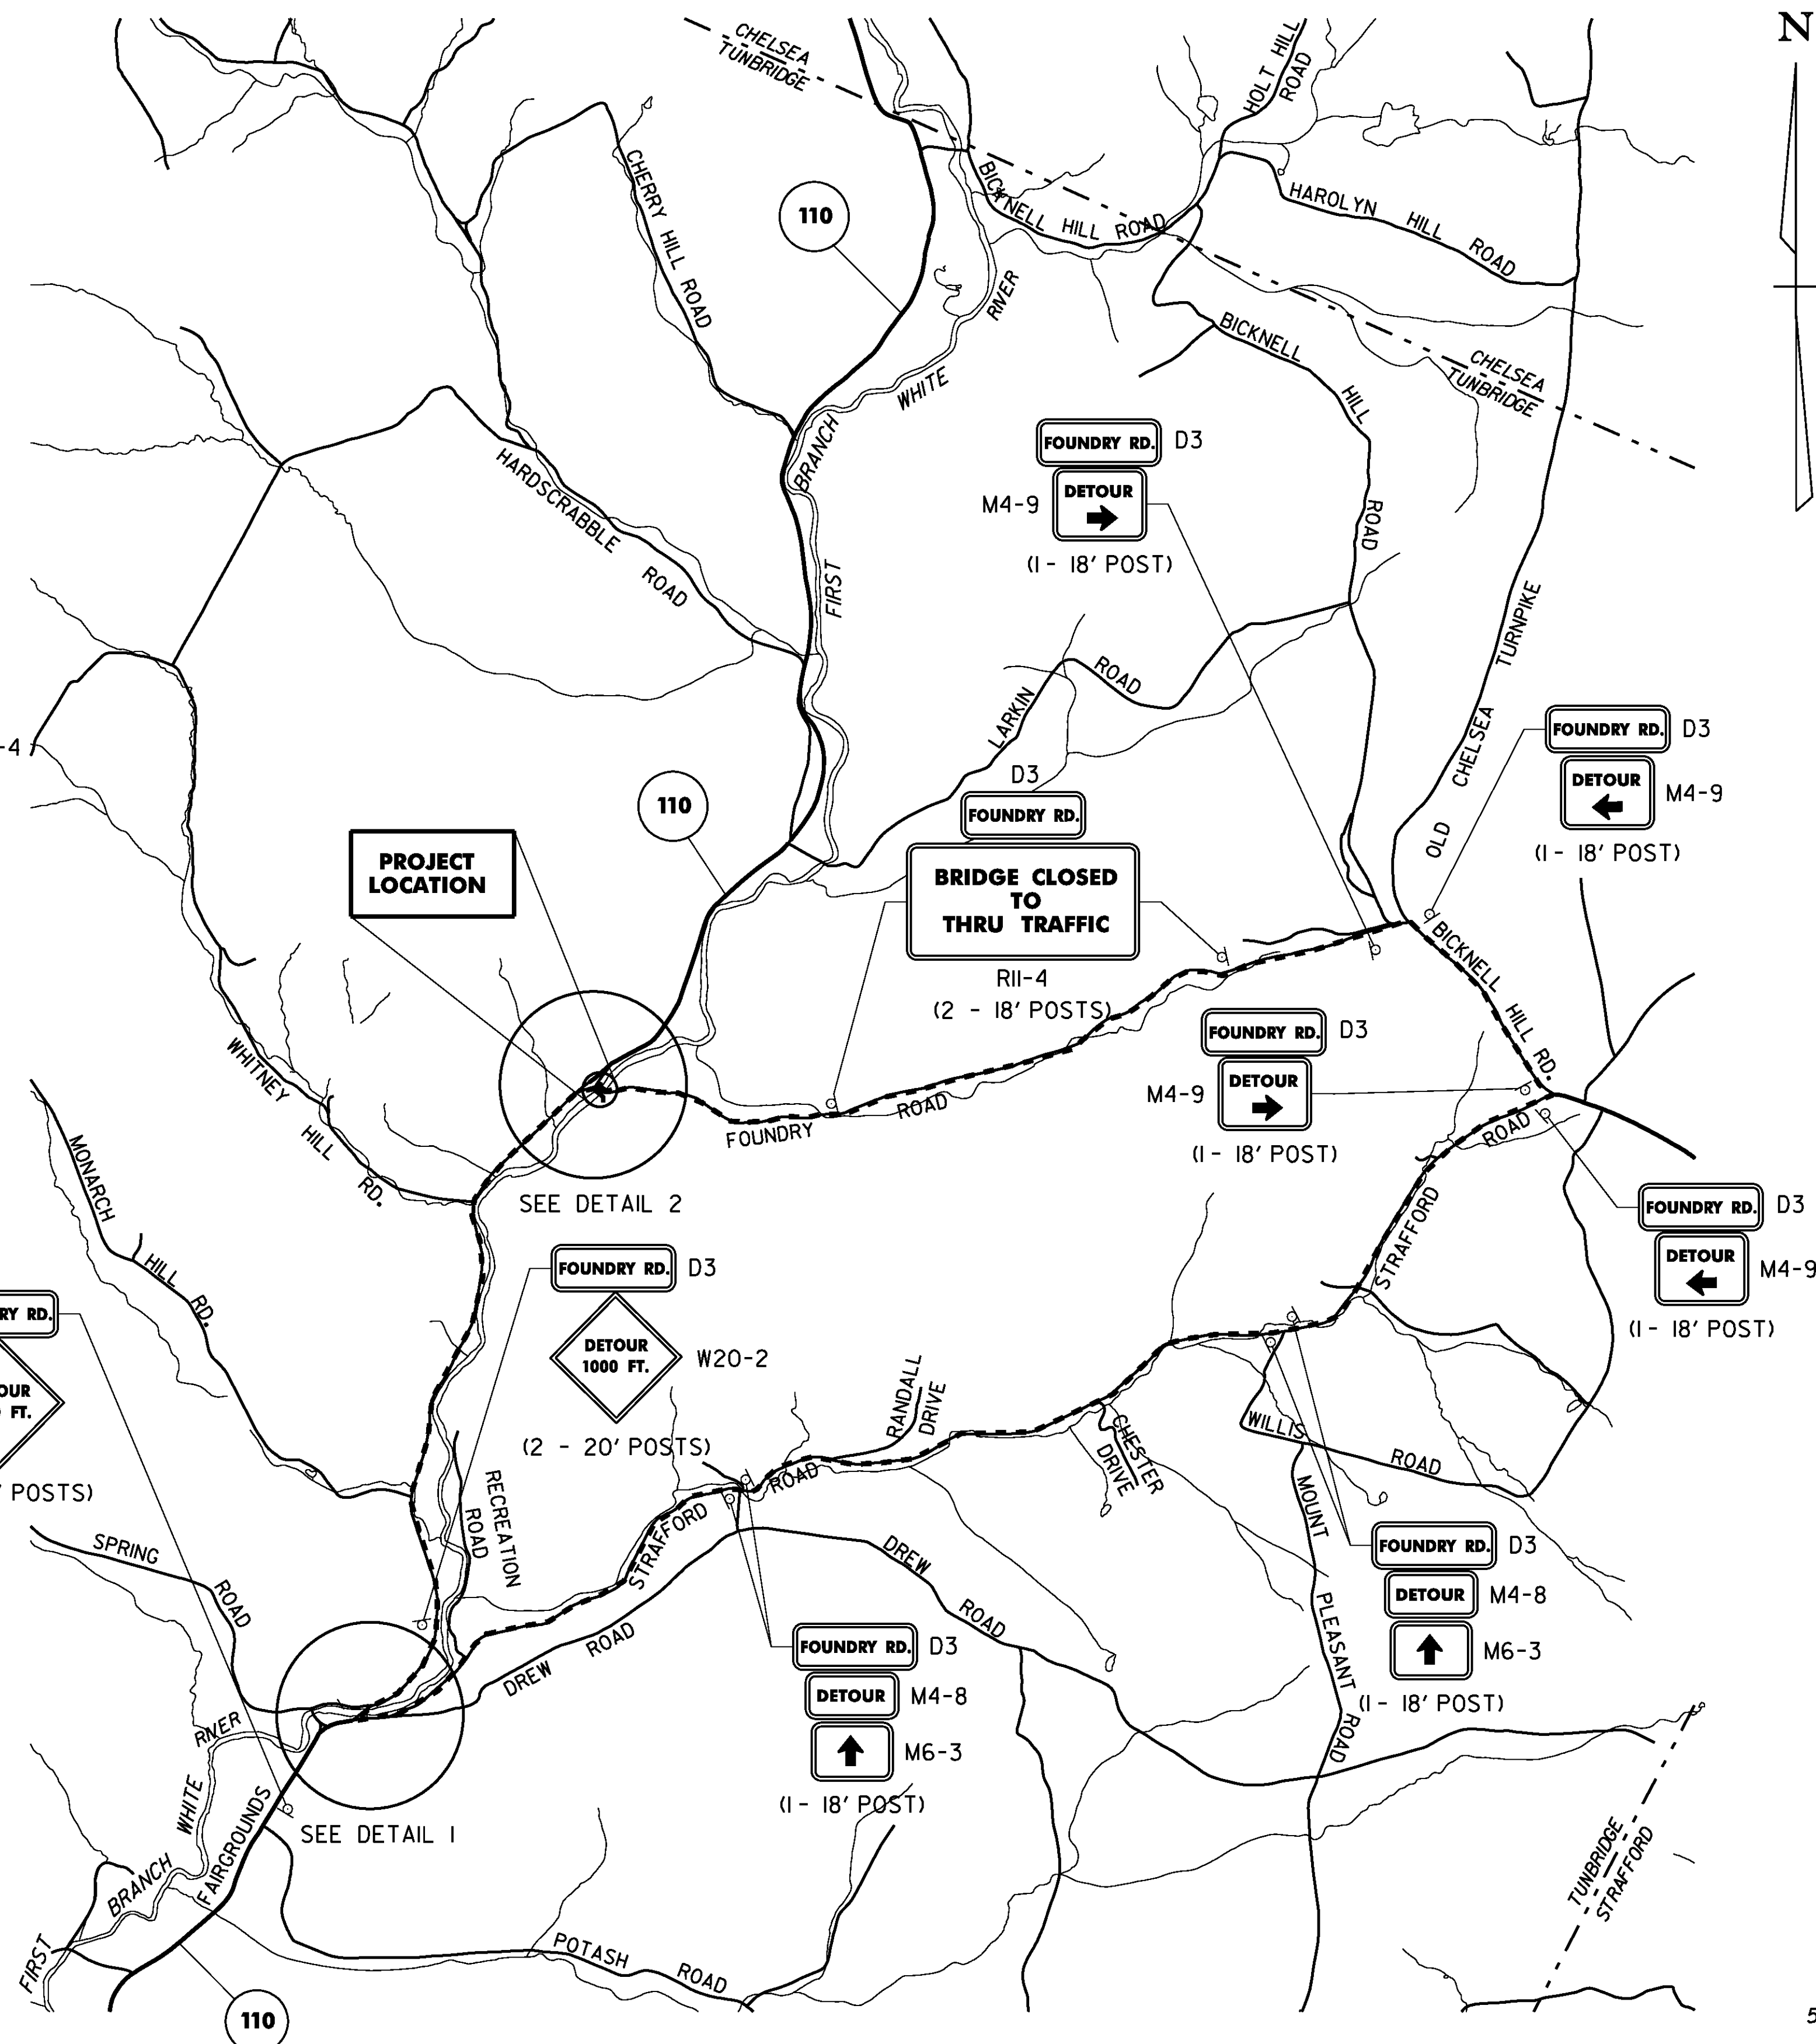 N
CHELSEA
TUNBRIDGE
HOLT HILL
ROAD
CHERRY HILL ROAD
110
BICKNELL HILL ROAD
HAROLYN HILL ROAD
RIVER
WHITE
BRANCH
FIRST
BICKNELL HILL ROAD
CHELSEA
TUNBRIDGE
FOUNDRY RD. D3
M4-9 DETOUR
(1 - 18' POST)
HARDSCRABBLE ROAD
LARKIN ROAD
OLD CHELSEA TURNPIKE
-4
FOUNDRY RD. D3
DETOUR M4-9
(1 - 18' POST)
110
D3
FOUNDRY RD.
BRIDGE CLOSED
TO
THRU TRAFFIC
R11-4
(2 - 18' POSTS)
PROJECT
LOCATION
BICKNELL HILL RD.
FOUNDRY RD. D3
M4-9 DETOUR
(1 - 18' POST)
WHITNEY HILL RD.
FOUNDRY ROAD
SEE DETAIL 2
MONARCH HILL RD.
STRAFFORD ROAD
FOUNDRY RD. D3
DETOUR M4-9
(1 - 18' POST)
RY RD.
OUR
FT.
' POSTS)
FOUNDRY RD. D3
DETOUR
1000 FT. W20-2
(2 - 20' POSTS)
RANDALL
DRIVE
CHESTER
DRIVE
WILLIS ROAD
RECREATION
ROAD
STRAFFORD ROAD
SPRING ROAD
DREW ROAD
DREW ROAD
MOUNT PLEASANT ROAD
FOUNDRY RD. D3
DETOUR M4-8
M6-3
(1 - 18' POST)
FOUNDRY RD. D3
DETOUR M4-8
M6-3
(1 - 18' POST)
RIVER
WHITE
BRANCH
FIRST
FAIRGROUNDS
SEE DETAIL 1
POTASH ROAD
TUNBRIDGE
STRAFFORD
110
5